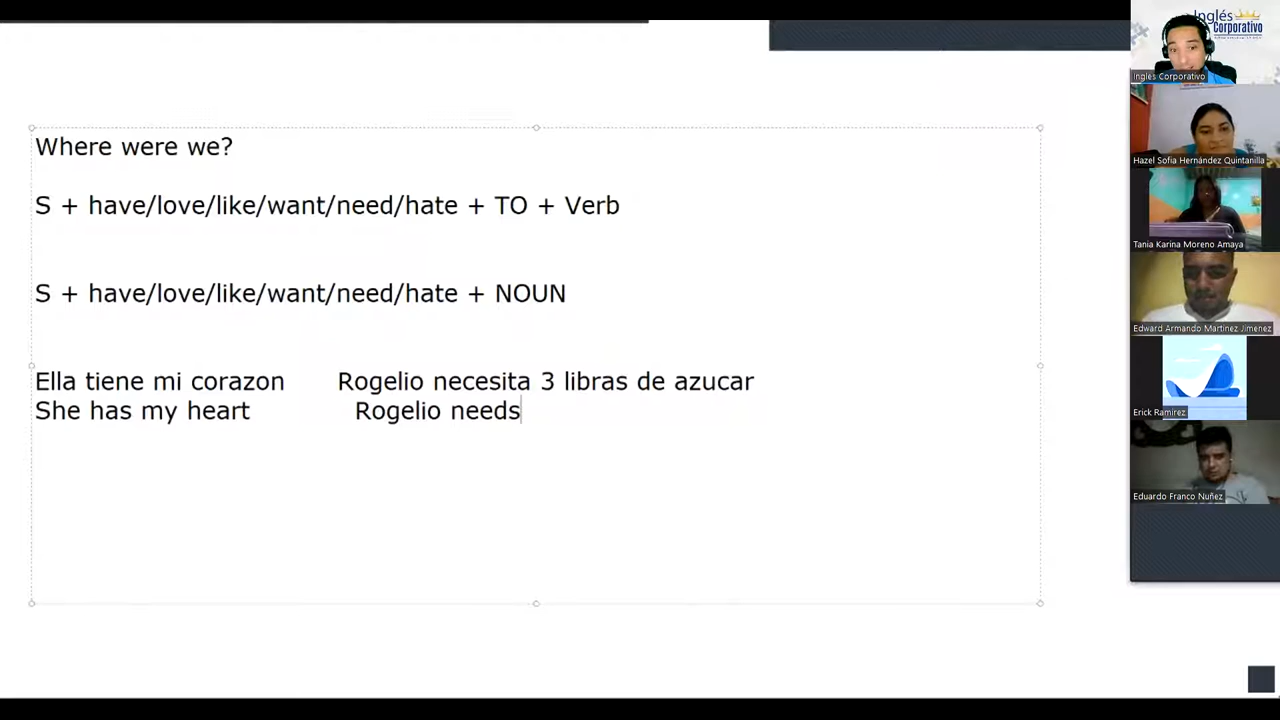 Where were we?
S + have/love/like/want/need/hate + TO + Verb
S + have/love/like/want/need/hate + NOUN
Ella tiene mi corazon
Rogelio necesita 3 libras de azucar
She has my heart
Rogelio needs
Inglés
Corporativo
Inglés Corporativo
Hazel Sofia Hernández Quintanilla
Tania Karina Moreno Amaya
Edward Armando Martinez Jimenez
Erick Ramirez
Eduardo Franco Nuñez